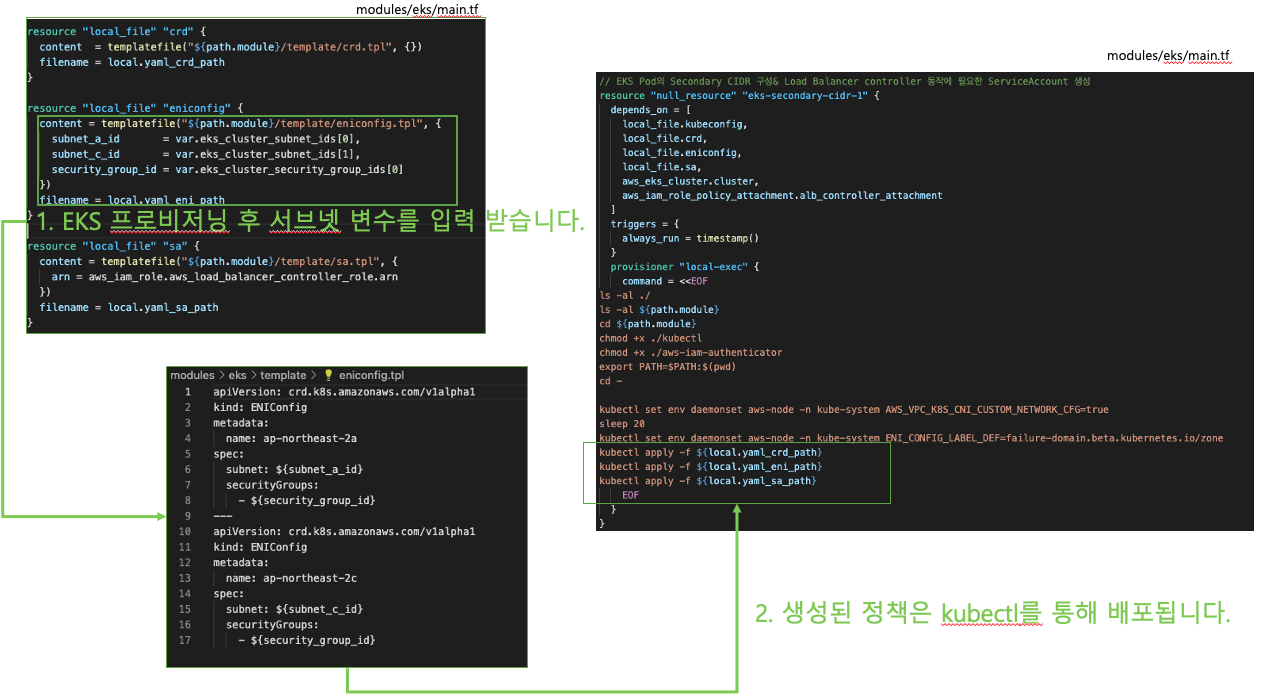 modules/eks/main.tf
resource "local_file" "crd" {
content = templatefile("${path.module}/template/crd.tpl", {})
filename = local.yaml_crd_path
}
resource "local_file" "eniconfig" {
content = templatefile("${path.module}/template/eniconfig.tpl", {
subnet_a_id = var.eks_cluster_subnet_ids[0],
subnet_c_id = var.eks_cluster_subnet_ids[1],
security_group_id = var.eks_cluster_security_group_ids[0]
})
filename = local.yaml_eni_path
}
1. EKS 프로비저닝 후 서브넷 변수를 입력 받습니다.
resource "local_file" "sa" {
content = templatefile("${path.module}/template/sa.tpl", {
arn = aws_iam_role.aws_load_balancer_controller_role.arn
})
filename = local.yaml_sa_path
}
modules > eks > template > eniconfig.tpl
1 apiVersion: crd.k8s.amazonaws.com/v1alpha1
2 kind: ENIConfig
3 metadata:
4 name: ap-northeast-2a
5 spec:
6 subnet: ${subnet_a_id}
7 securityGroups:
8 - ${security_group_id}
9 ---
10 apiVersion: crd.k8s.amazonaws.com/v1alpha1
11 kind: ENIConfig
12 metadata:
13 name: ap-northeast-2c
14 spec:
15 subnet: ${subnet_c_id}
16 securityGroups:
17 - ${security_group_id}
modules/eks/main.tf
// EKS Pod의 Secondary CIDR 구성& Load Balancer controller 동작에 필요한 ServiceAccount 생성
resource "null_resource" "eks-secondary-cidr-1" {
depends_on = [
local_file.kubeconfig,
local_file.crd,
local_file.eniconfig,
local_file.sa,
aws_eks_cluster.cluster,
aws_iam_role_policy_attachment.alb_controller_attachment
]
triggers = {
always_run = timestamp()
}
provisioner "local-exec" {
command = <<EOF
ls -al ./
ls -al ${path.module}
cd ${path.module}
chmod +x ./kubectl
chmod +x ./aws-iam-authenticator
export PATH=$PATH:$(pwd)
cd -
kubectl set env daemonset aws-node -n kube-system AWS_VPC_K8S_CNI_CUSTOM_NETWORK_CFG=true
sleep 20
kubectl set env daemonset aws-node -n kube-system ENI_CONFIG_LABEL_DEF=failure-domain.beta.kubernetes.io/zone
kubectl apply -f ${local.yaml_crd_path}
kubectl apply -f ${local.yaml_eni_path}
kubectl apply -f ${local.yaml_sa_path}
EOF
}
}
2. 생성된 정책은 kubectl를 통해 배포됩니다.